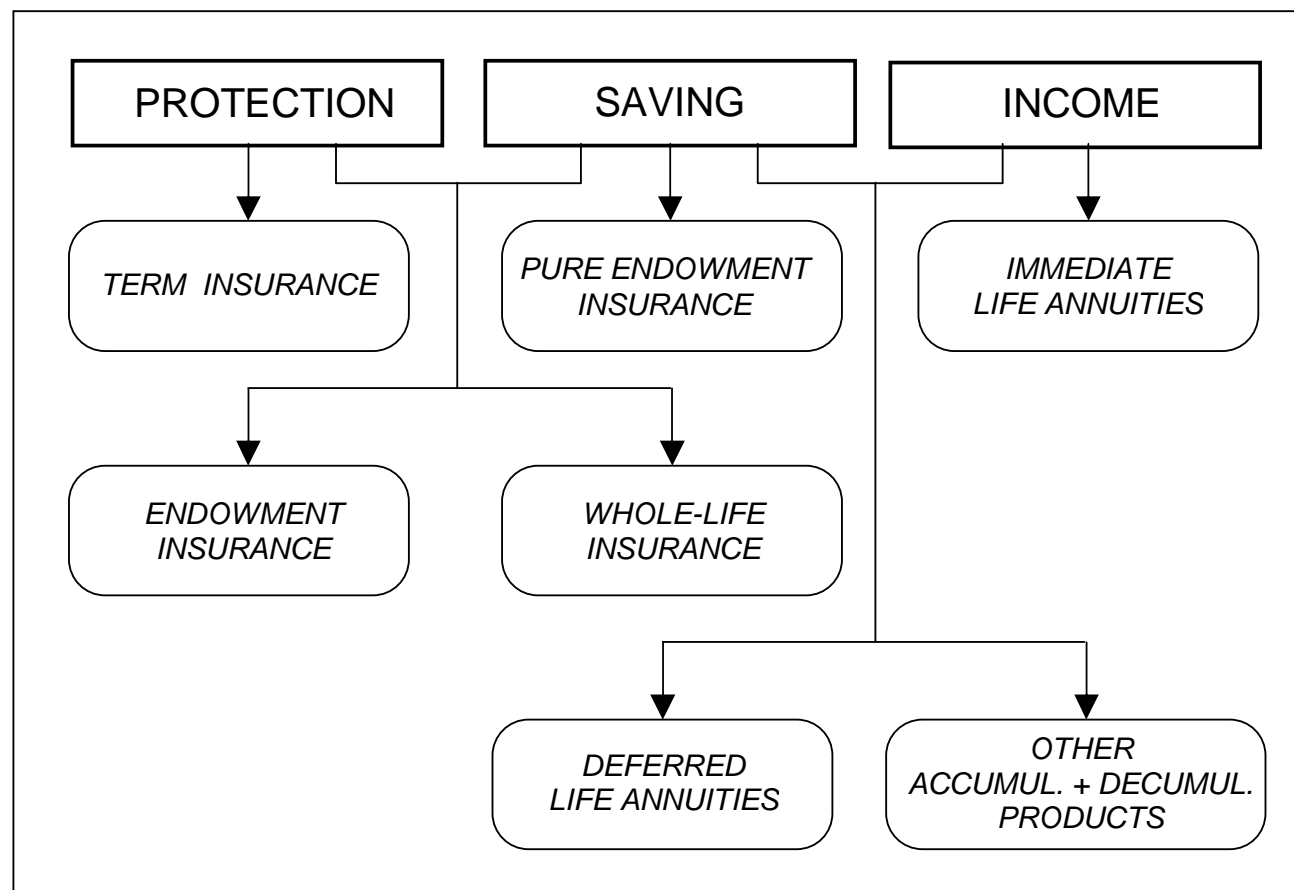 PROTECTION
SAVING
INCOME
TERM INSURANCE
PURE ENDOWMENT
INSURANCE
IMMEDIATE
LIFE ANNUITIES
ENDOWMENT
INSURANCE
WHOLE-LIFE
INSURANCE
DEFERRED
LIFE ANNUITIES
OTHER
ACCUMUL. + DECUMUL.
PRODUCTS